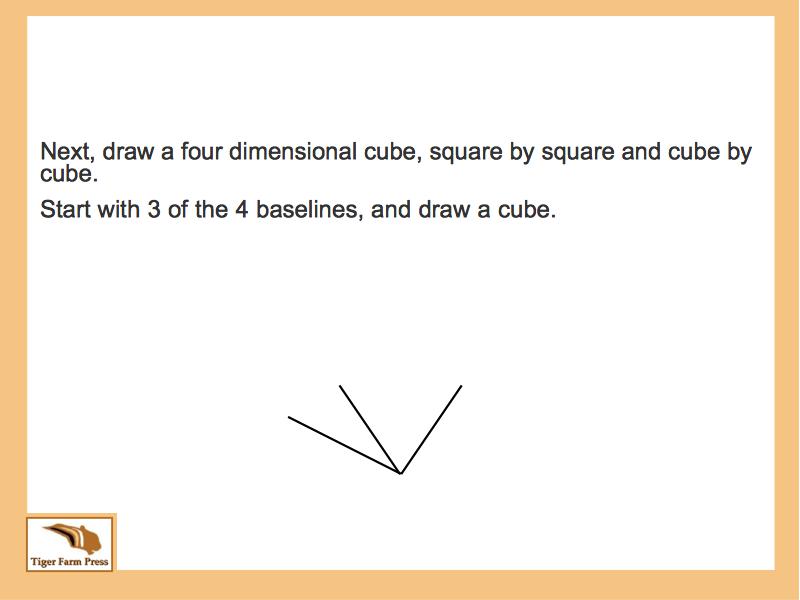 Next, draw a four dimensional cube, square by square and cube by
cube.
Start with 3 of the 4 baselines, and draw a cube.
Tiger Farm Press